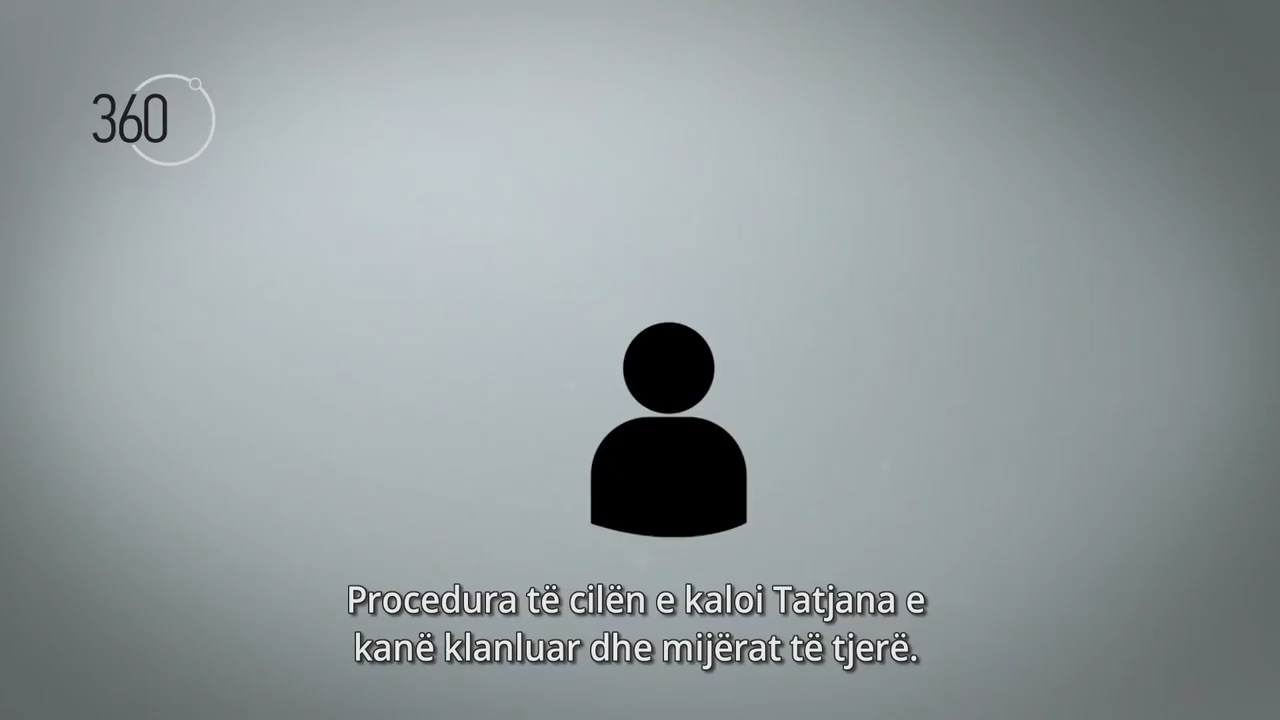 360
Procedura të cilën e kaloi Tatjana e
kanë klanluar dhe mijërat të tjerë.